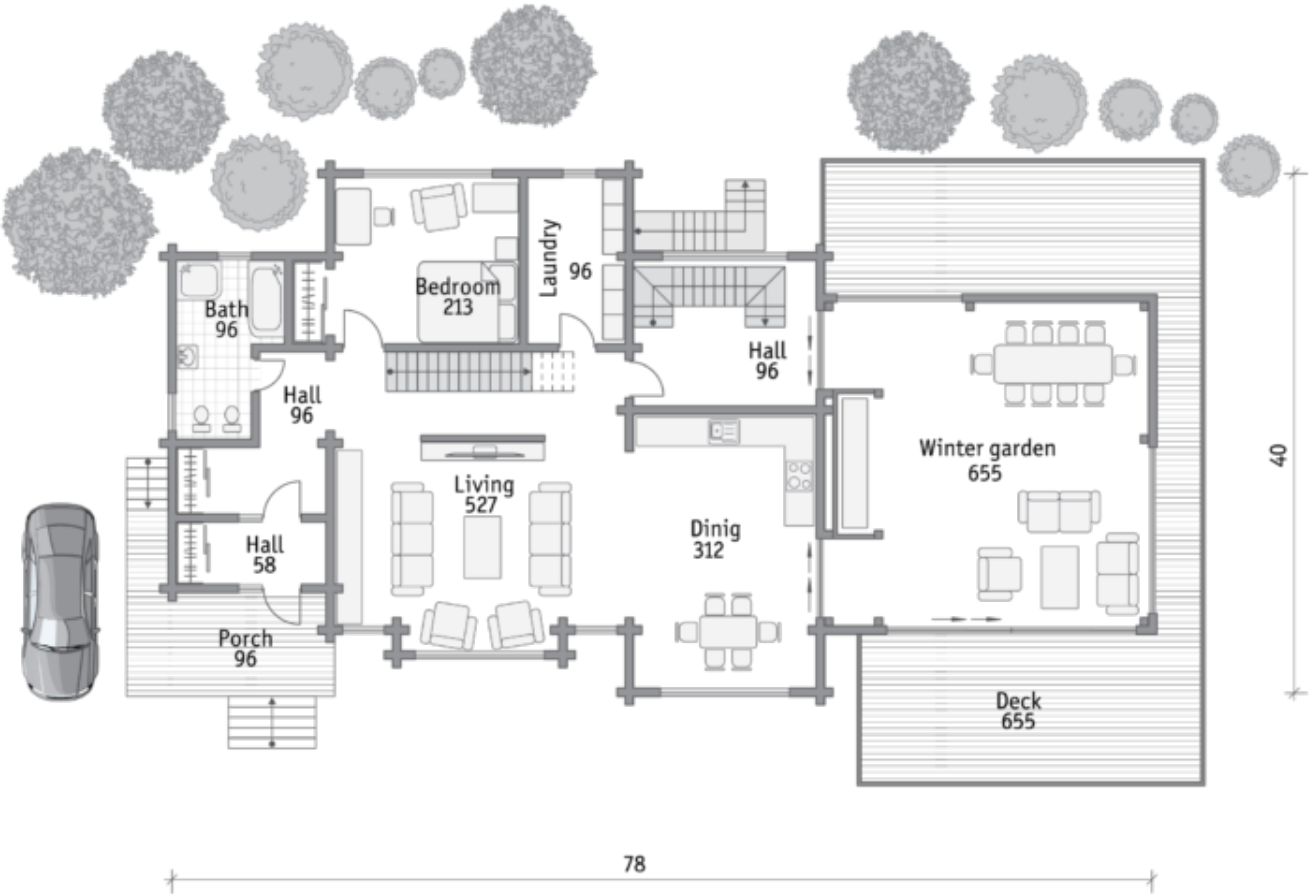 Bedroom
213
Laundry
96
Bath
96
Hall
96
Hall
96
Living
527
Winter garden
655
Dinig
312
Hall
58
Porch
96
Deck
655
40
78